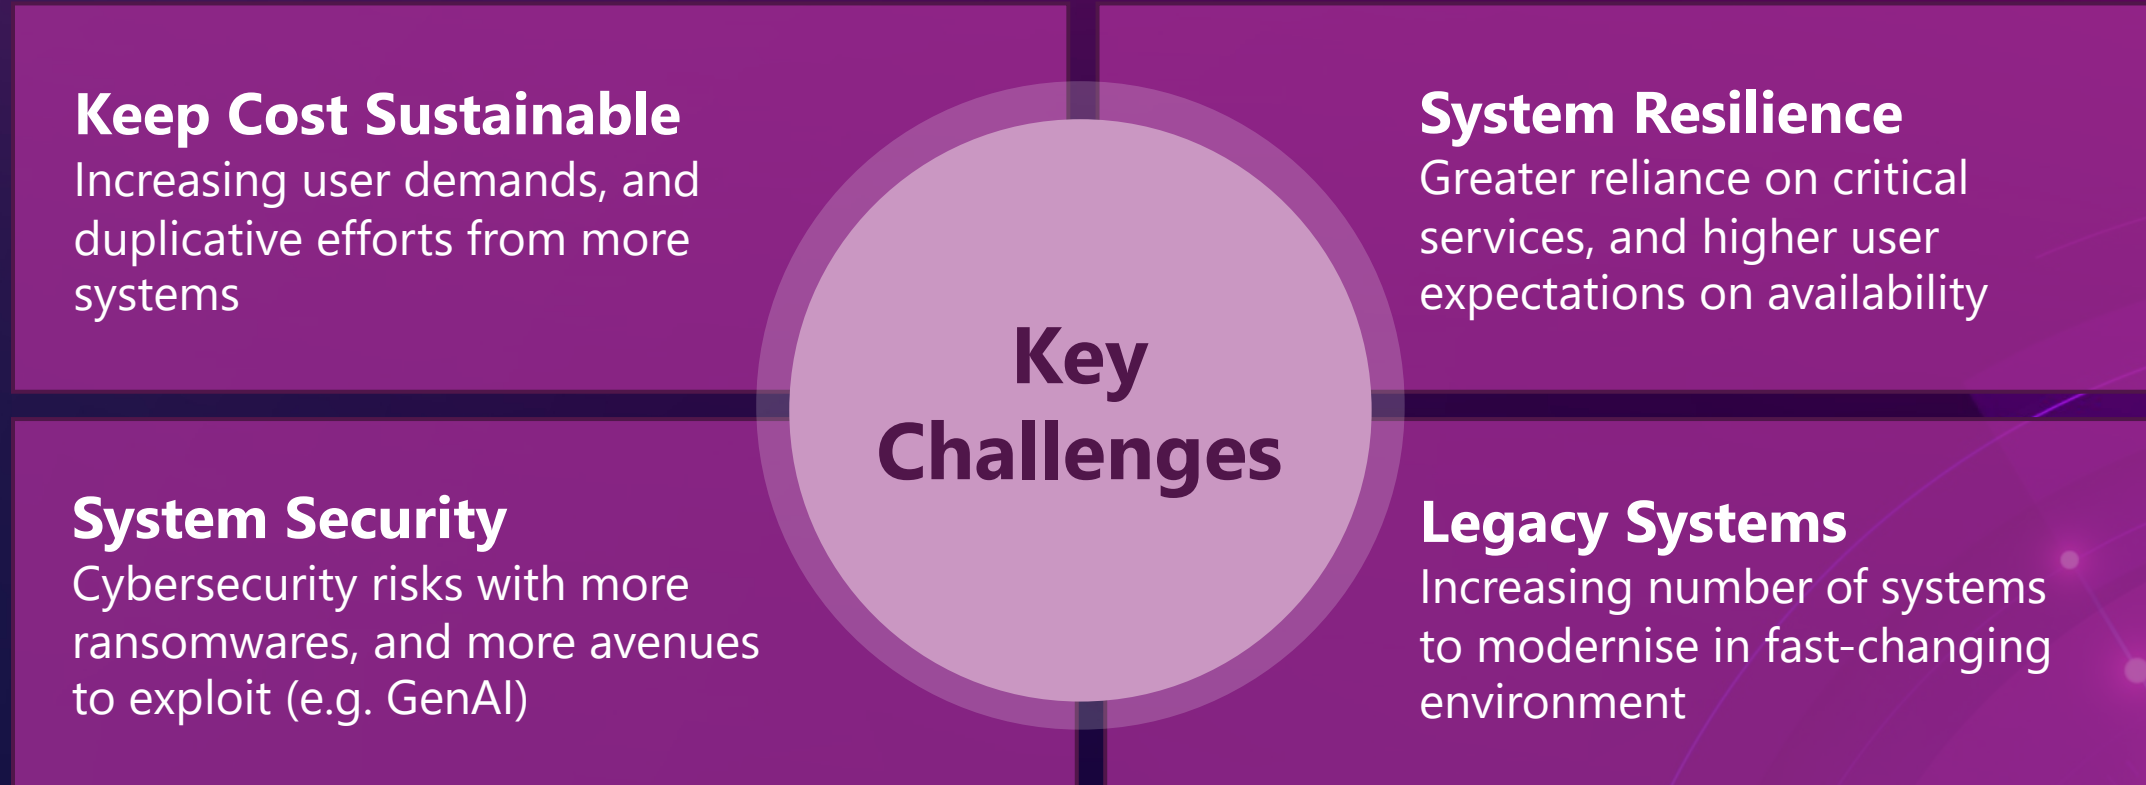 Keep Cost Sustainable
Increasing user demands, and
duplicative efforts from more
systems
System Resilience
Greater reliance on critical
services, and higher user
expectations on availability
Key
Challenges
System Security
Cybersecurity risks with more
ransomwares, and more avenues
to exploit (e.g. GenAI)
Legacy Systems
Increasing number of systems
to modernise in fast-changing
environment